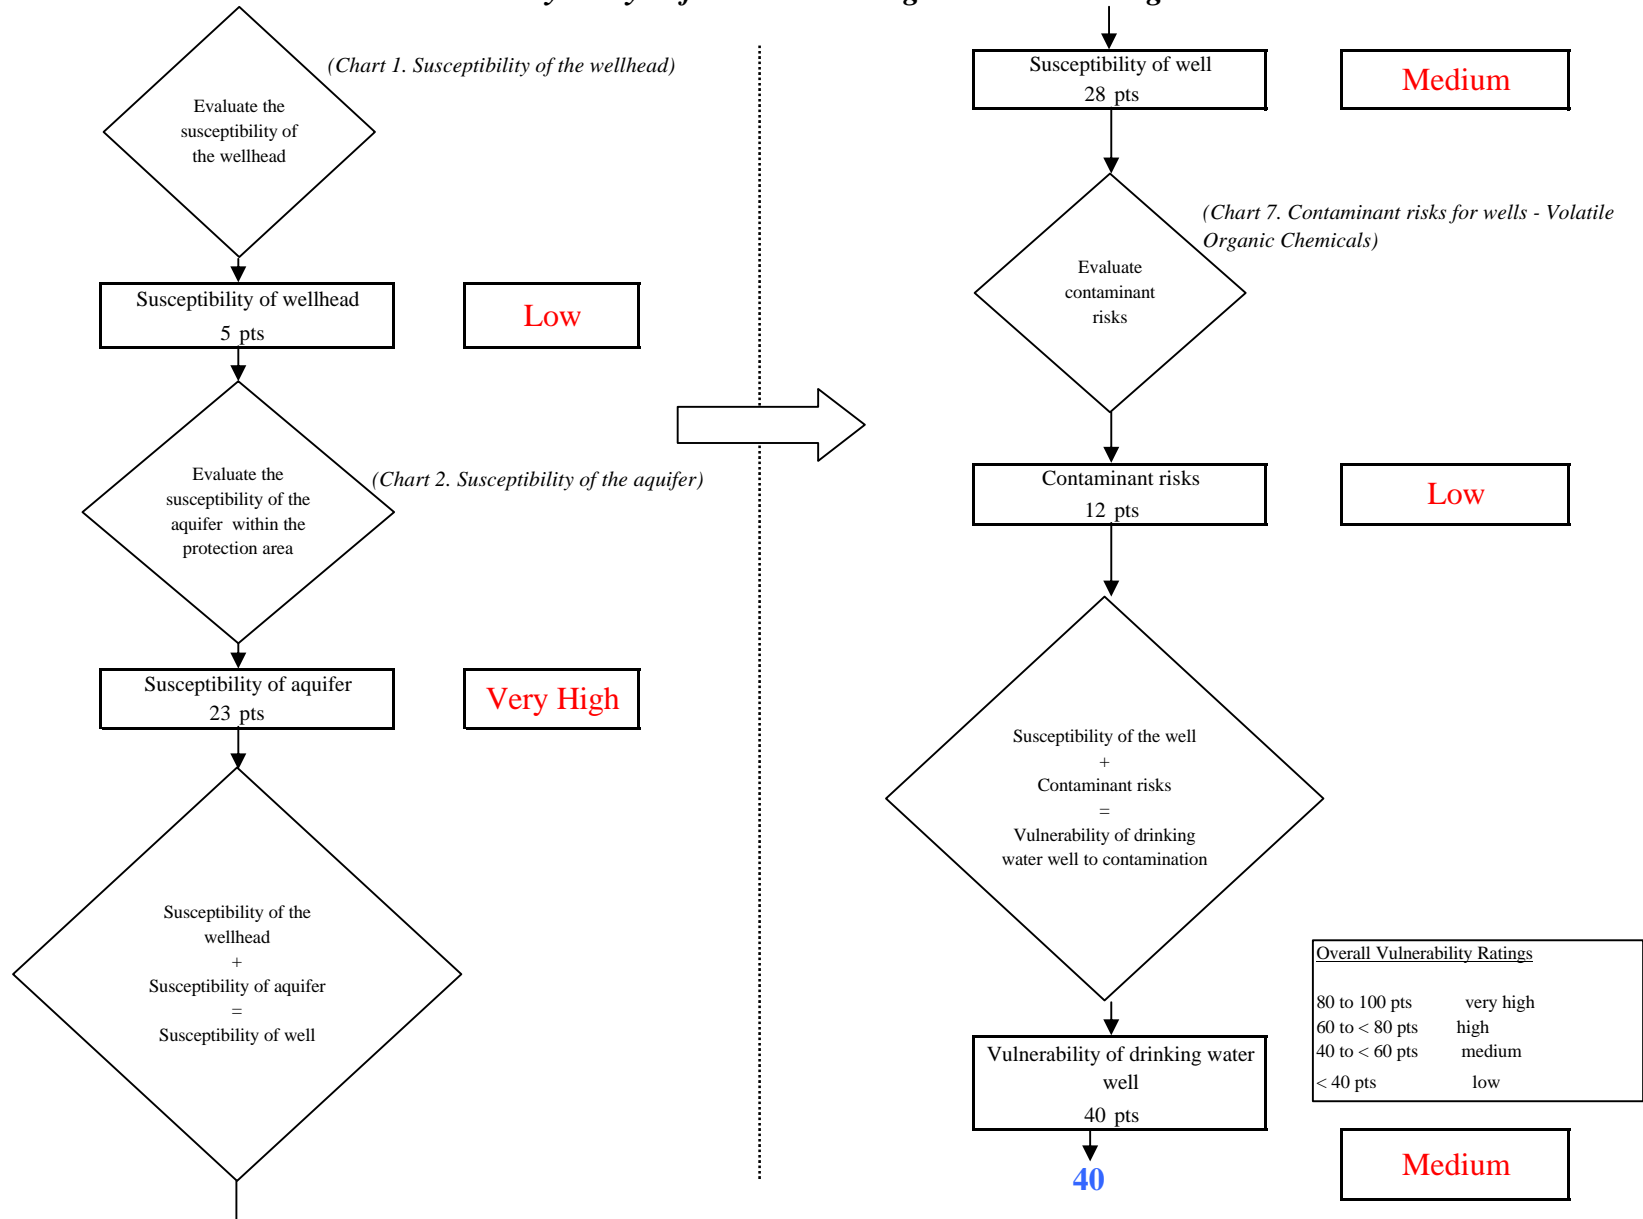 (Chart 1. Susceptibility of the wellhead)
Evaluate the
susceptibility of
the wellhead
Susceptibility of wellhead
5 pts
Low
Evaluate the
susceptibility of the
aquifer within the
protection area
(Chart 2. Susceptibility of the aquifer)
Susceptibility of aquifer
23 pts
Very High
Susceptibility of the
wellhead
+
Susceptibility of aquifer
=
Susceptibility of well
Susceptibility of well
28 pts
Medium
(Chart 7. Contaminant risks for wells - Volatile
Organic Chemicals)
Evaluate
contaminant
risks
Contaminant risks
12 pts
Low
Susceptibility of the well
+
Contaminant risks
=
Vulnerability of drinking
water well to contamination
Overall Vulnerability Ratings
80 to 100 pts very high
60 to < 80 pts high
40 to < 60 pts medium
< 40 pts low
Vulnerability of drinking water
well
40 pts
40
Medium